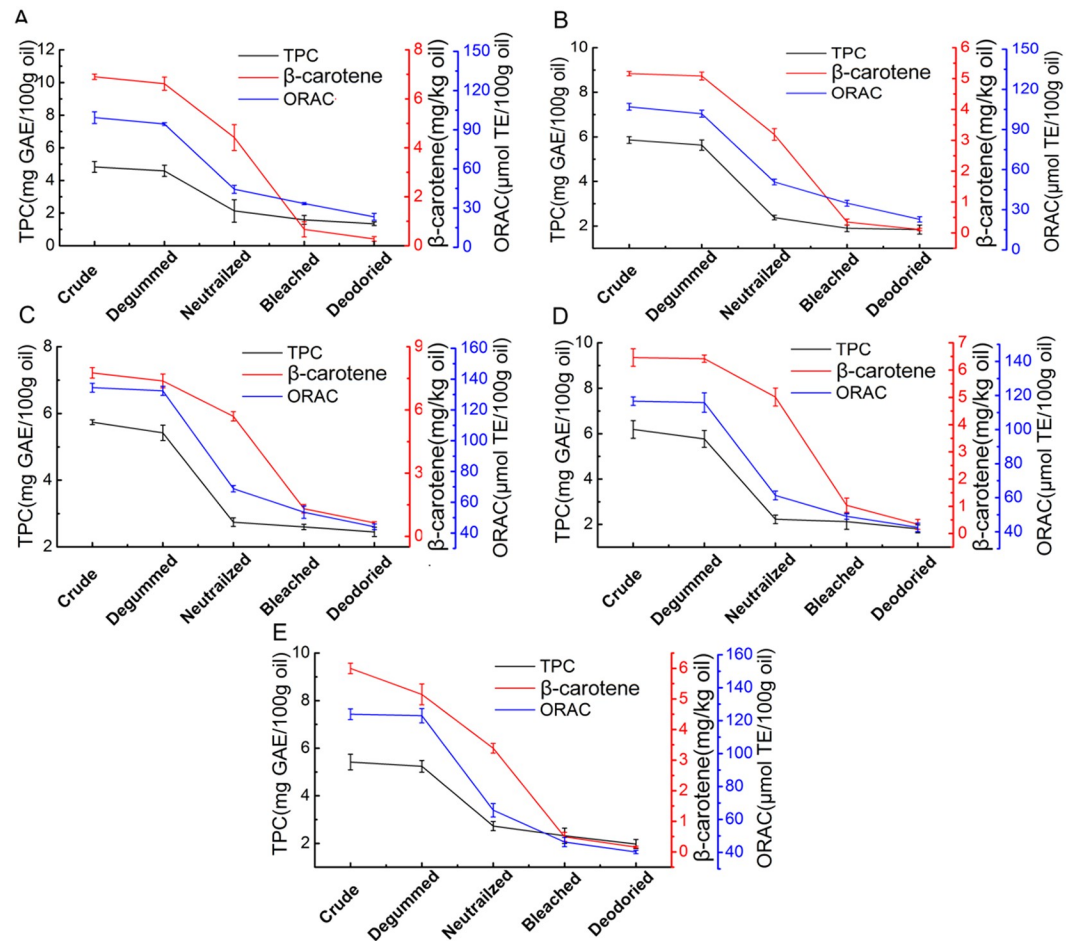 A
TPC(mg GAE/100g oil)
12
10
8
6
4
2
0
TPC
β-carotene
ORAC
8
6
4
2
0
β-carotene(mg/kg oil)
150
120
90
60
30
0
ORAC(μmol TE/100g oil)
Crude
Degummed
Neutrailzed
Bleached
Deodoried
B
TPC(mg GAE/100g oil)
10
8
6
4
2
TPC
β-carotene
ORAC
6
5
4
3
2
1
0
β-carotene(mg/kg oil)
150
120
90
60
30
0
ORAC(μmol TE/100g oil)
Crude
Degummed
Neutrailzed
Bleached
Deodoried
C
TPC(mg GAE/100g oil)
8
6
4
2
TPC
β-carotene
ORAC
9
6
3
0
β-carotene(mg/kg oil)
160
140
120
100
80
60
40
ORAC(μmol TE/100g oil)
Crude
Degummed
Neutrailzed
Bleached
Deodoried
D
TPC(mg GAE/100g oil)
10
8
6
4
2
TPC
β-carotene
ORAC
7
6
5
4
3
2
1
0
β-carotene(mg/kg oil)
140
120
100
80
60
40
ORAC(μmol TE/100g oil)
Crude
Degummed
Neutrailzed
Bleached
Deodoried
E
TPC(mg GAE/100g oil)
10
8
6
4
2
TPC
β-carotene
ORAC
6
5
4
3
2
1
0
β-carotene(mg/kg oil)
160
140
120
100
80
60
40
ORAC(μmol TE/100g oil)
Crude
Degummed
Neutrailzed
Bleached
Deodoried